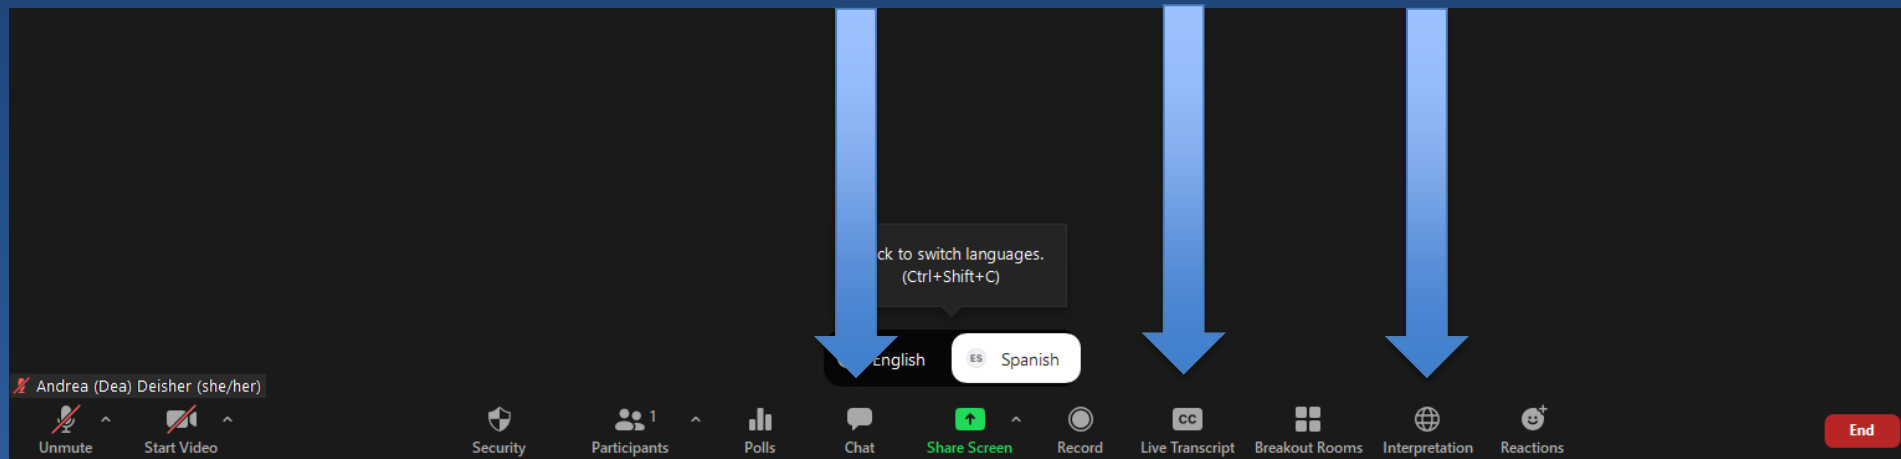 ck to switch languages.
(Ctrl+Shift+C)
English
ES Spanish
Andrea (Dea) Deisher (she/her)
1
Unmute
Start Video
Security
Participants
Polls
Chat
Share Screen
Record
CC
Live Transcript
Breakout Rooms
Interpretation
Reactions
End